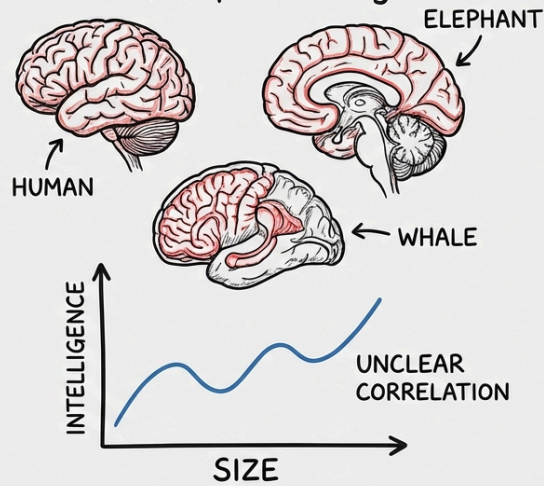 ELEPHANT
HUMAN
WHALE
INTELLIGENCE
UNCLEAR
CORRELATION
SIZE